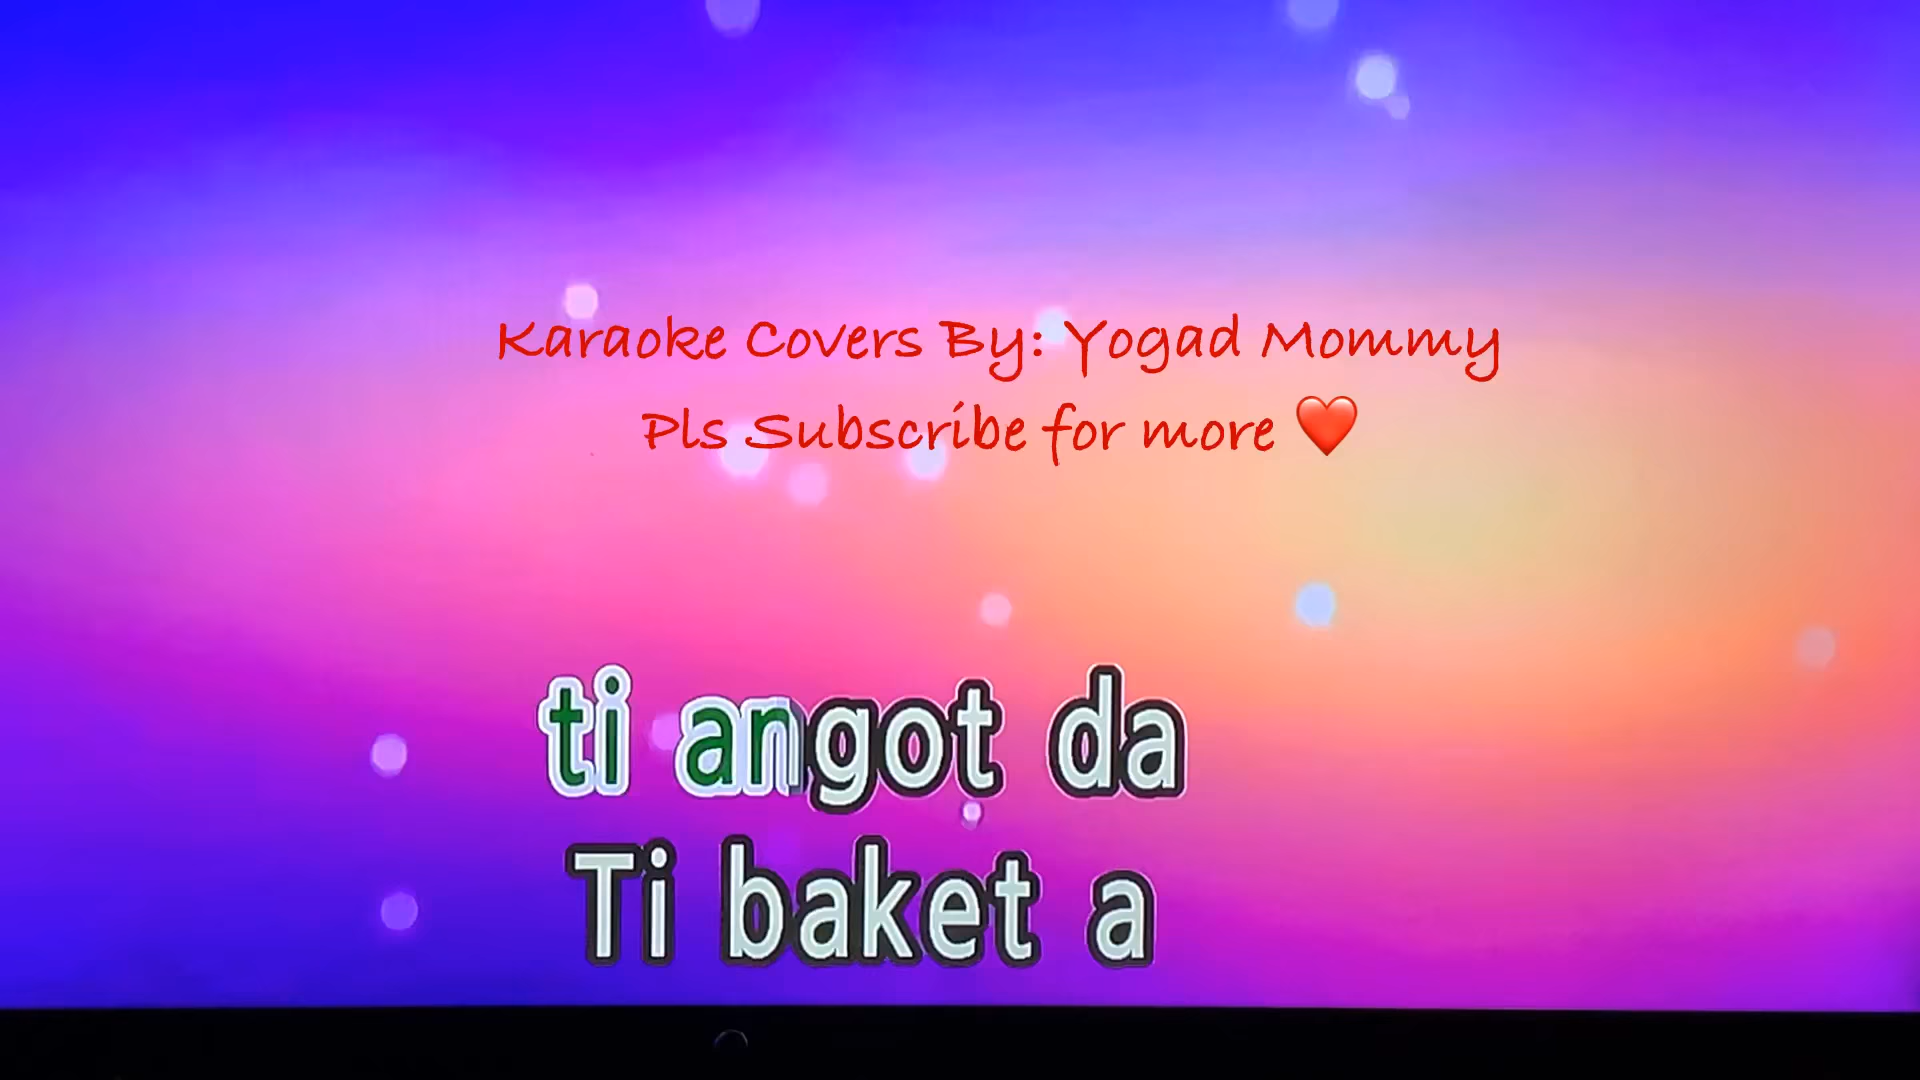 Karaoke Covers By: Yogad Mommy
Pls Subscribe for more ❤️
ti angot da
Ti baket a